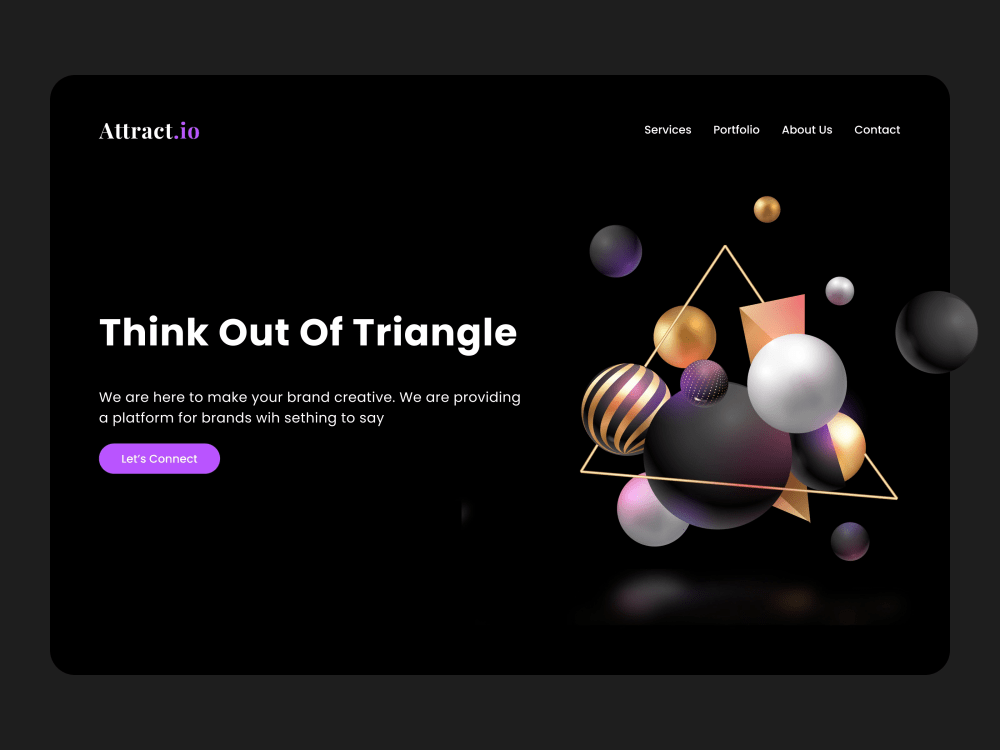 Attract.io
Services Portfolio About Us Contact
Think Out Of Triangle
We are here to make your brand creative. We are providing
a platform for brands wih sething to say
Let's Connect